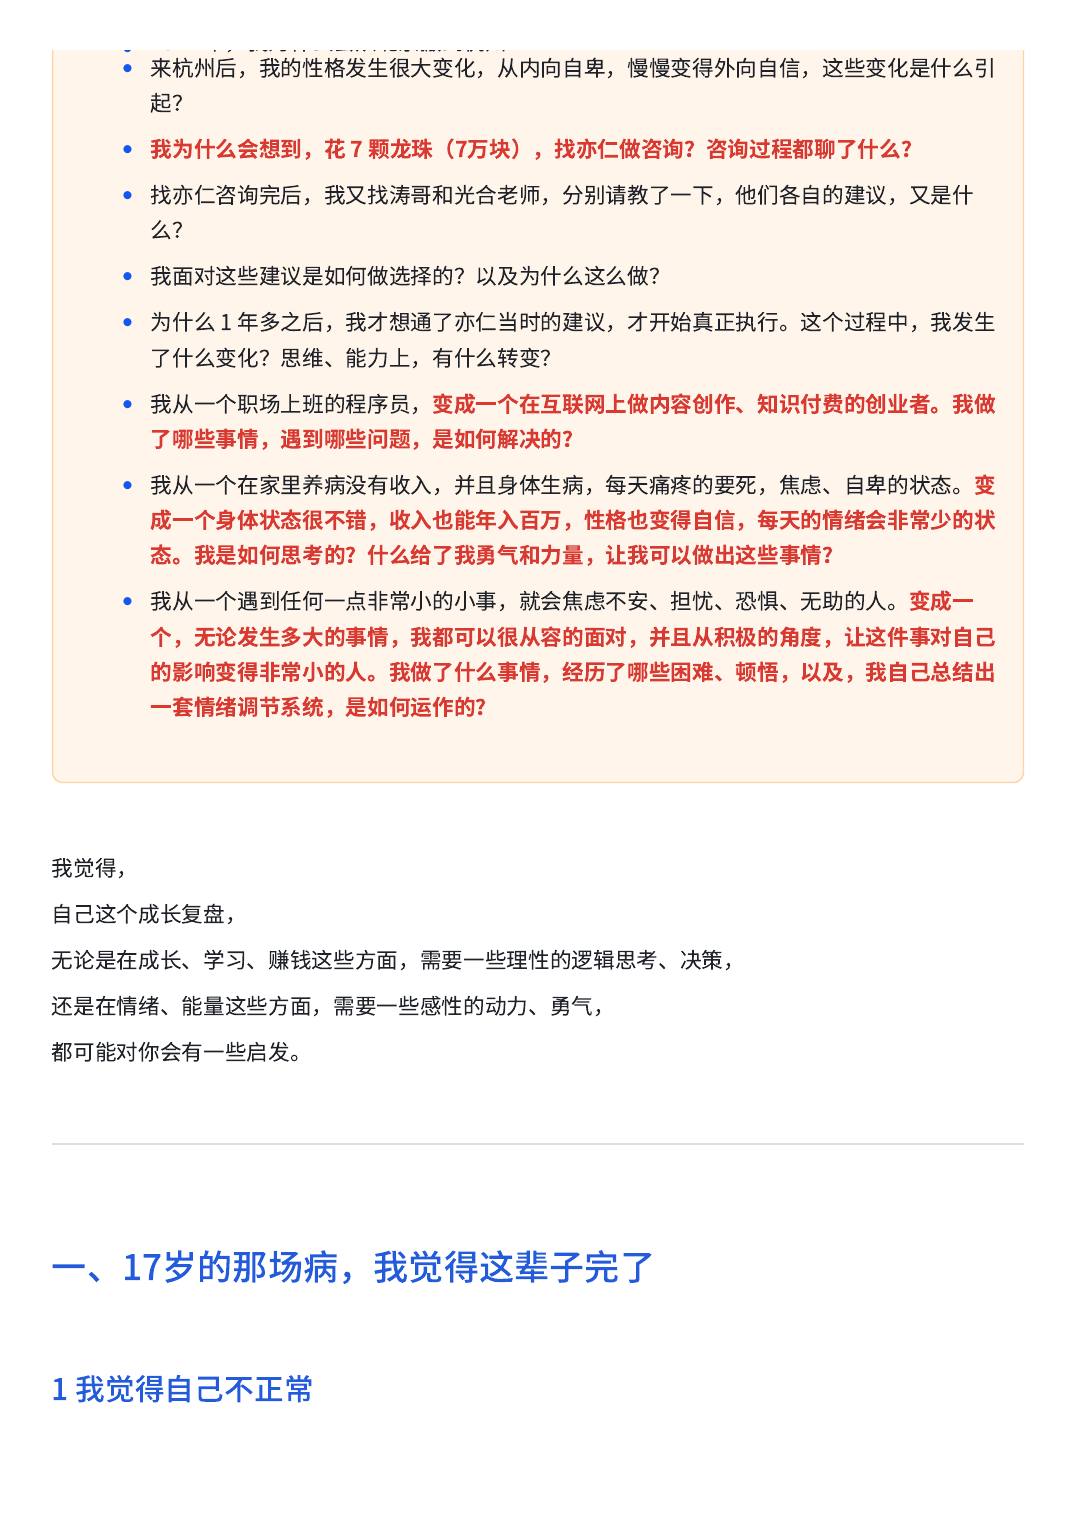 来杭州后，我的性格发生很大变化，从内向自卑，慢慢变得外向自信，这些变化是什么引
起？
我为什么会想到，花 7 颗龙珠（7万块），找亦仁做咨询？咨询过程都聊了什么？
找亦仁咨询完后，我又找涛哥和光合老师，分别请教了一下，他们各自的建议，又是什
么？
我面对这些建议是如何做选择的？以及为什么这么做？
为什么 1 年多之后，我才想通了亦仁当时的建议，才开始真正执行。这个过程中，我发生
了什么变化？思维、能力上，有什么转变？
我从一个职场上班的程序员，变成一个在互联网上做内容创作、知识付费的创业者。我做
了哪些事情，遇到哪些问题，是如何解决的？
我从一个在家里养病没有收入，并且身体生病，每天痛疼的要死，焦虑、自卑的状态。变
成一个身体状态很不错，收入也能年入百万，性格也变得自信，每天的情绪会非常少的状
态。我是如何思考的？什么给了我勇气和力量，让我可以做出这些事情？
我从一个遇到任何一点非常小的小事，就会焦虑不安、担忧、恐惧、无助的人。变成一
个，无论发生多大的事情，我都可以很从容的面对，并且从积极的角度，让这件事对自己
的影响变得非常小的人。我做了什么事情，经历了哪些困难、顿悟，以及，我自己总结出
一套情绪调节系统，是如何运作的？
我觉得，
自己这个成长复盘，
无论是在成长、学习、赚钱这些方面，需要一些理性的逻辑思考、决策，
还是在情绪、能量这些方面，需要一些感性的动力、勇气，
都可能对你会有一些启发。
一、17岁的那场病，我觉得这辈子完了
1 我觉得自己不正常